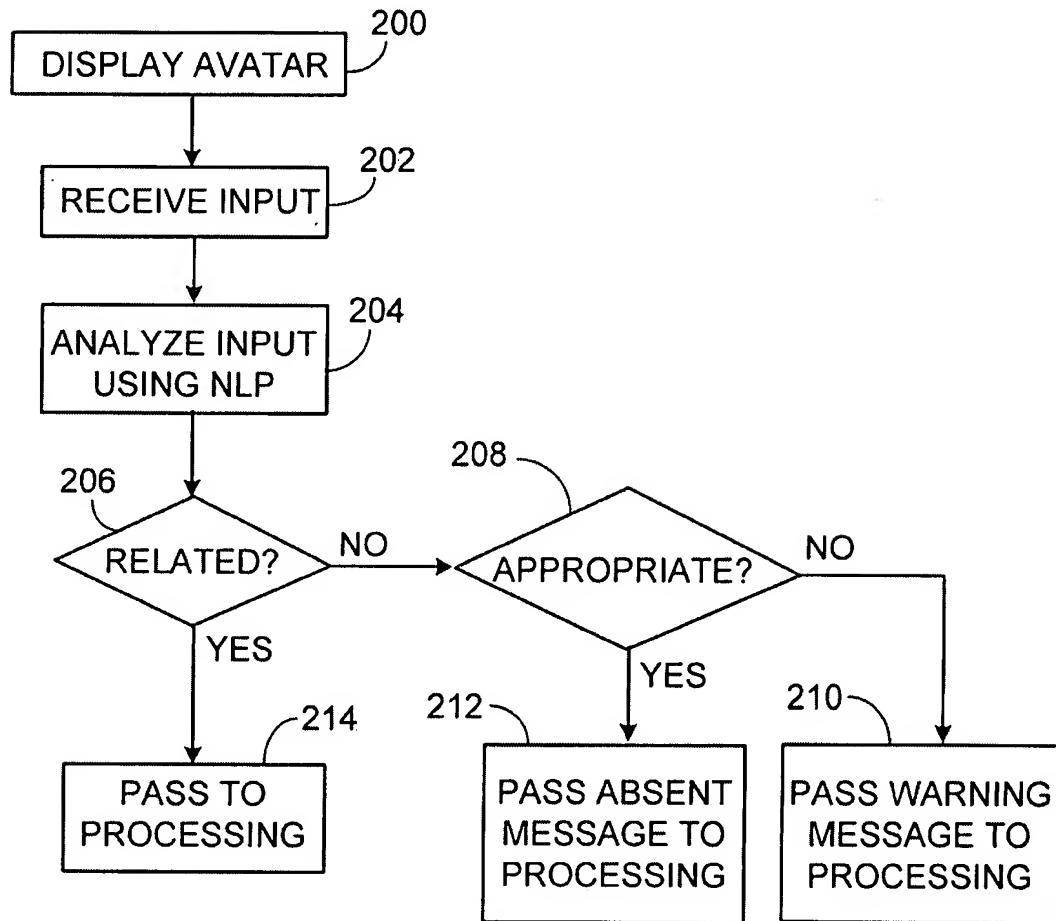 200
DISPLAY AVATAR
202
RECEIVE INPUT
204
ANALYZE INPUT
USING NLP
206
RELATED?
NO
208
APPROPRIATE?
NO
YES
YES
214
PASS TO
PROCESSING
212
PASS ABSENT
MESSAGE TO
PROCESSING
210
PASS WARNING
MESSAGE TO
PROCESSING